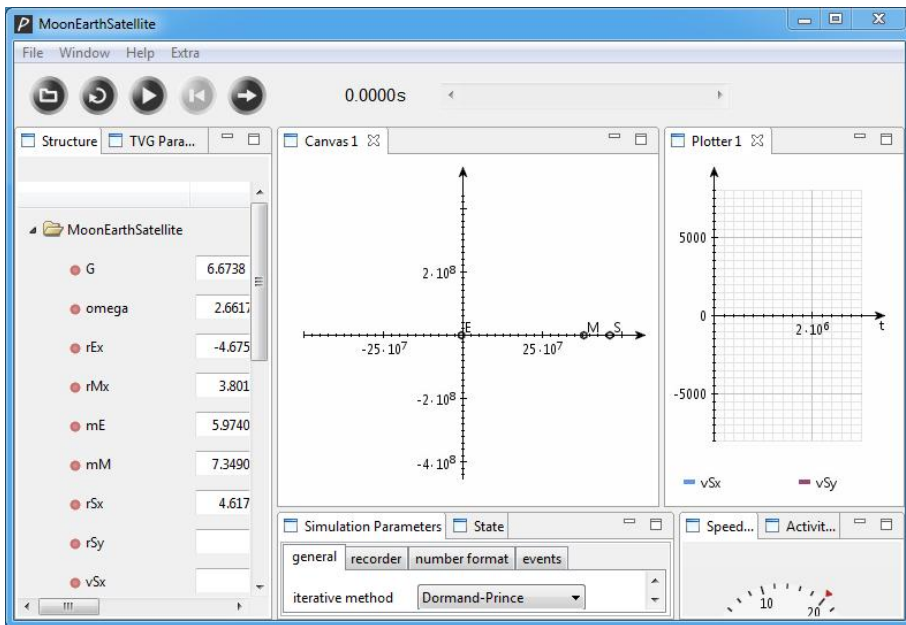 MoonEarthSatellite
File Window Help Extra
0.0000s
Structure TVG Para...
MoonEarthSatellite
G 6.6738
omega 2.6617
rEx -4.675
rMx 3.801
mE 5.9740
mM 7.3490
rSx 4.617
rSy
vSx
Canvas 1
2·10⁸
E M S
-25·10⁷ 25·10⁷
-2·10⁸
-4·10⁸
Plotter 1
5000
0
2·10⁶ t
-5000
vSx vSy
Simulation Parameters State
general recorder number format events
iterative method Dormand-Prince
Speed... Activit...
10 20